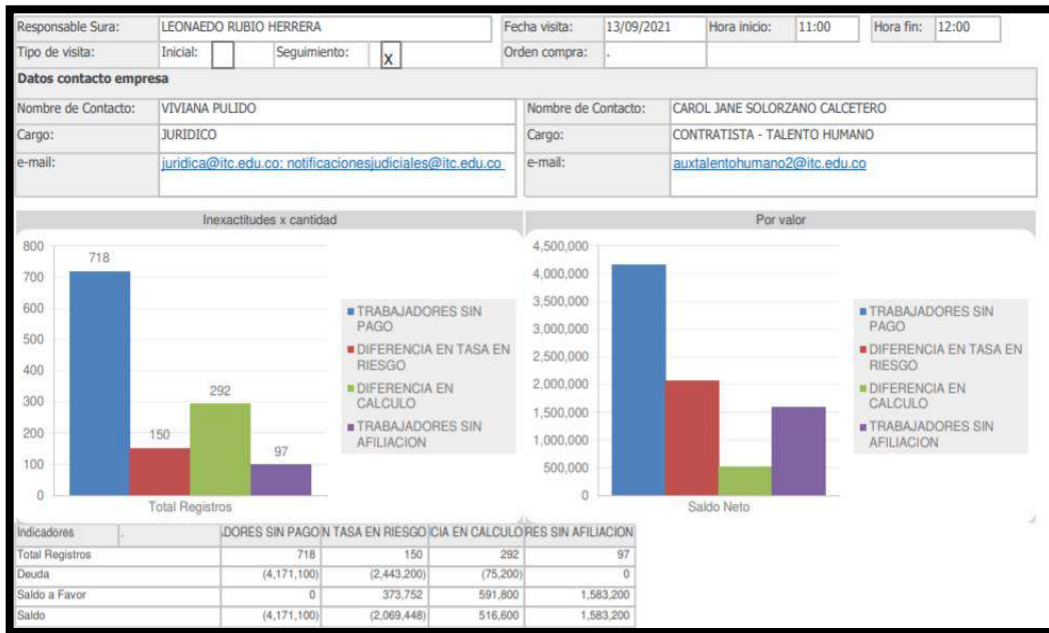 Responsable Sura: LEONAEDO RUBIO HERRERA Fecha visita: 13/09/2021 Hora inicio: 11:00 Hora fin: 12:00
Tipo de visita: Inicial: Seguimiento: X Orden compra: .
Datos contacto empresa
Nombre de Contacto: VIVIANA PULIDO Nombre de Contacto: CAROL JANE SOLORZANO CALCETERO
Cargo: JURIDICO Cargo: CONTRATISTA - TALENTO HUMANO
e-mail: juridica@itc.edu.co; notificacionesjudiciales@itc.edu.co e-mail: auxtalentohumano2@itc.edu.co
Inexactitudes x cantidad
800
700
600
500
400
300
200
100
0
718
150
292
97
Total Registros
TRABAJADORES SIN
PAGO
DIFERENCIA EN TASA EN
RIESGO
DIFERENCIA EN
CALCULO
TRABAJADORES SIN
AFILIACION
Por valor
4,500,000
4,000,000
3,500,000
3,000,000
2,500,000
2,000,000
1,500,000
1,000,000
500,000
0
Saldo Neto
TRABAJADORES SIN
PAGO
DIFERENCIA EN TASA EN
RIESGO
DIFERENCIA EN
CALCULO
TRABAJADORES SIN
AFILIACION
Indicadores . ADORES SIN PAGO N TASA EN RIESGO CIA EN CALCULO RES SIN AFILIACION
Total Registros 718 150 292 97
Deuda (4,171,100) (2,443,200) (75,200) 0
Saldo a Favor 0 373,752 591,800 1,583,200
Saldo (4,171,100) (2,069,448) 516,600 1,583,200